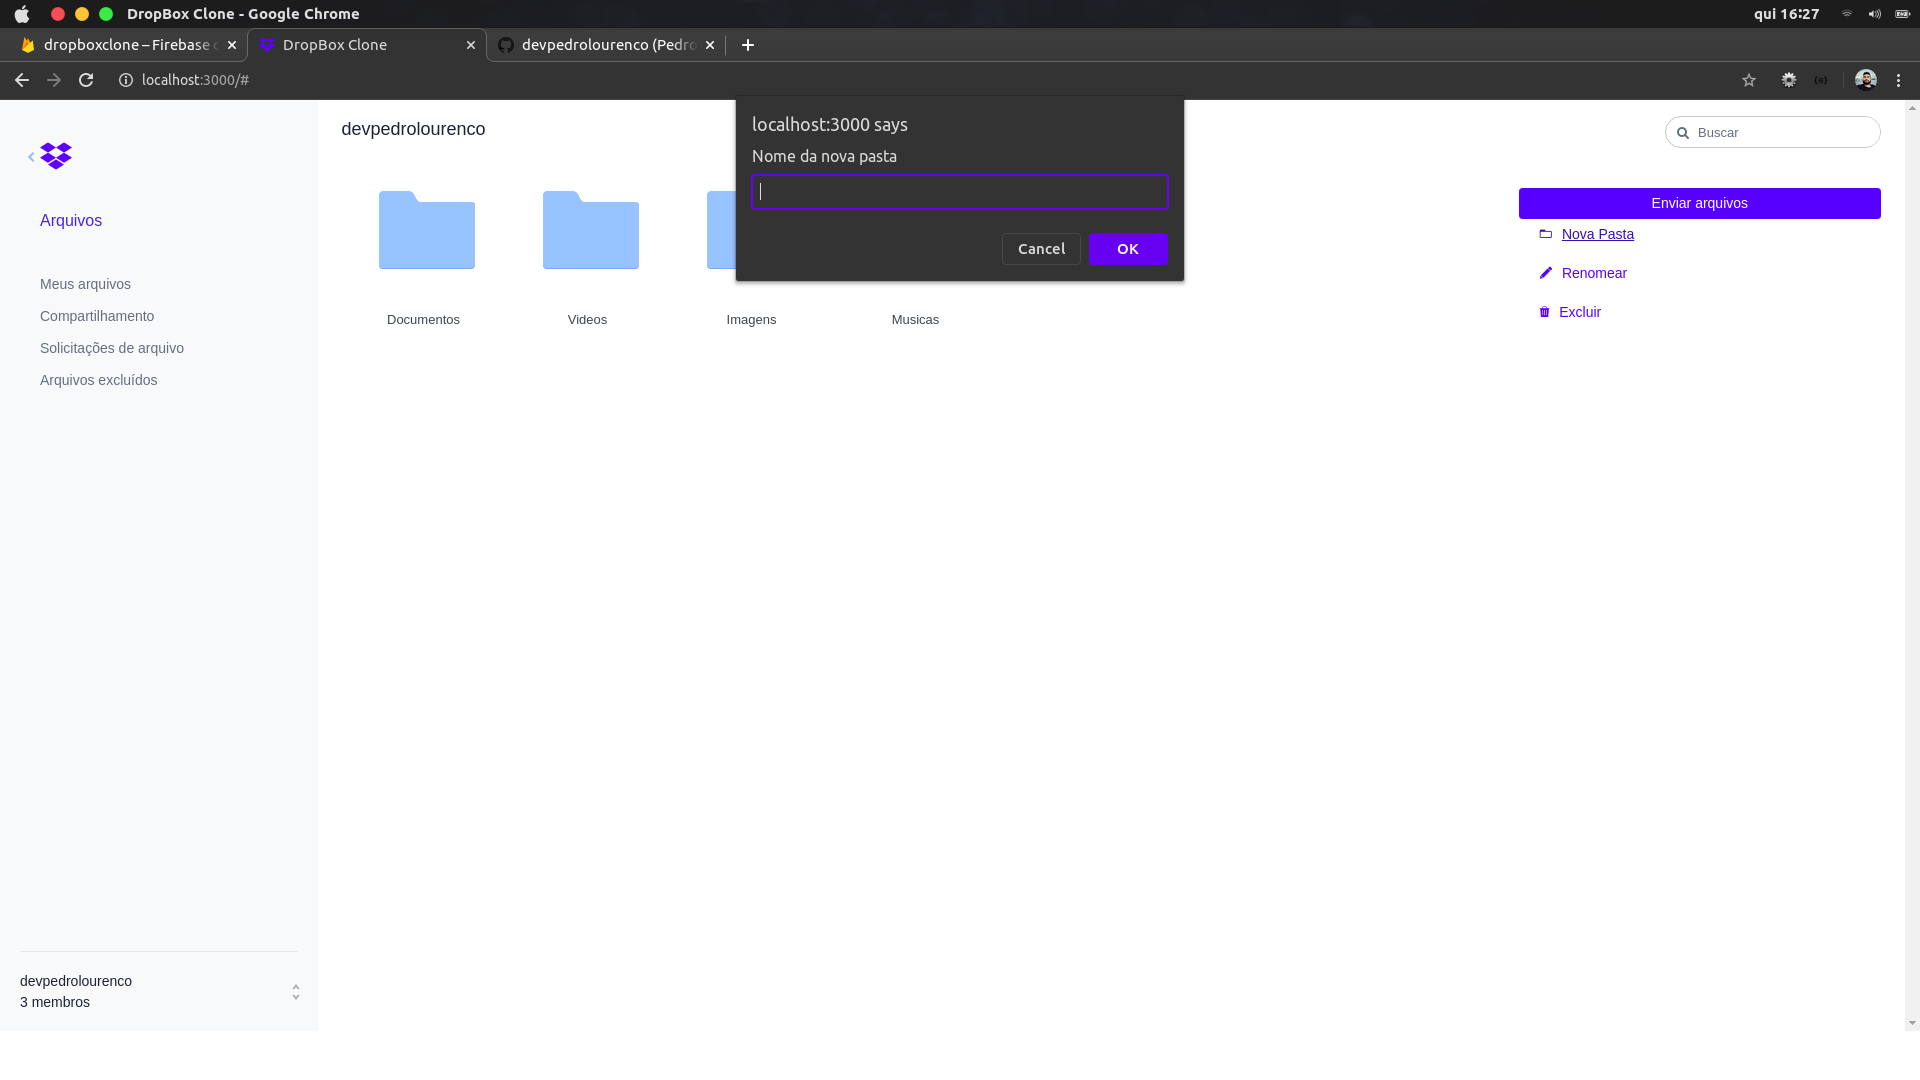 DropBox Clone - Google Chrome
qui 16:27
dropboxclone – Firebase
DropBox Clone
devpedrolourenco (Pedro
localhost:3000/#
localhost:3000 says
Nome da nova pasta
Cancel
OK
devpedrolourenco
Buscar
Arquivos
Meus arquivos
Compartilhamento
Solicitações de arquivo
Arquivos excluídos
Documentos
Videos
Imagens
Musicas
Enviar arquivos
Nova Pasta
Renomear
Excluir
devpedrolourenco
3 membros